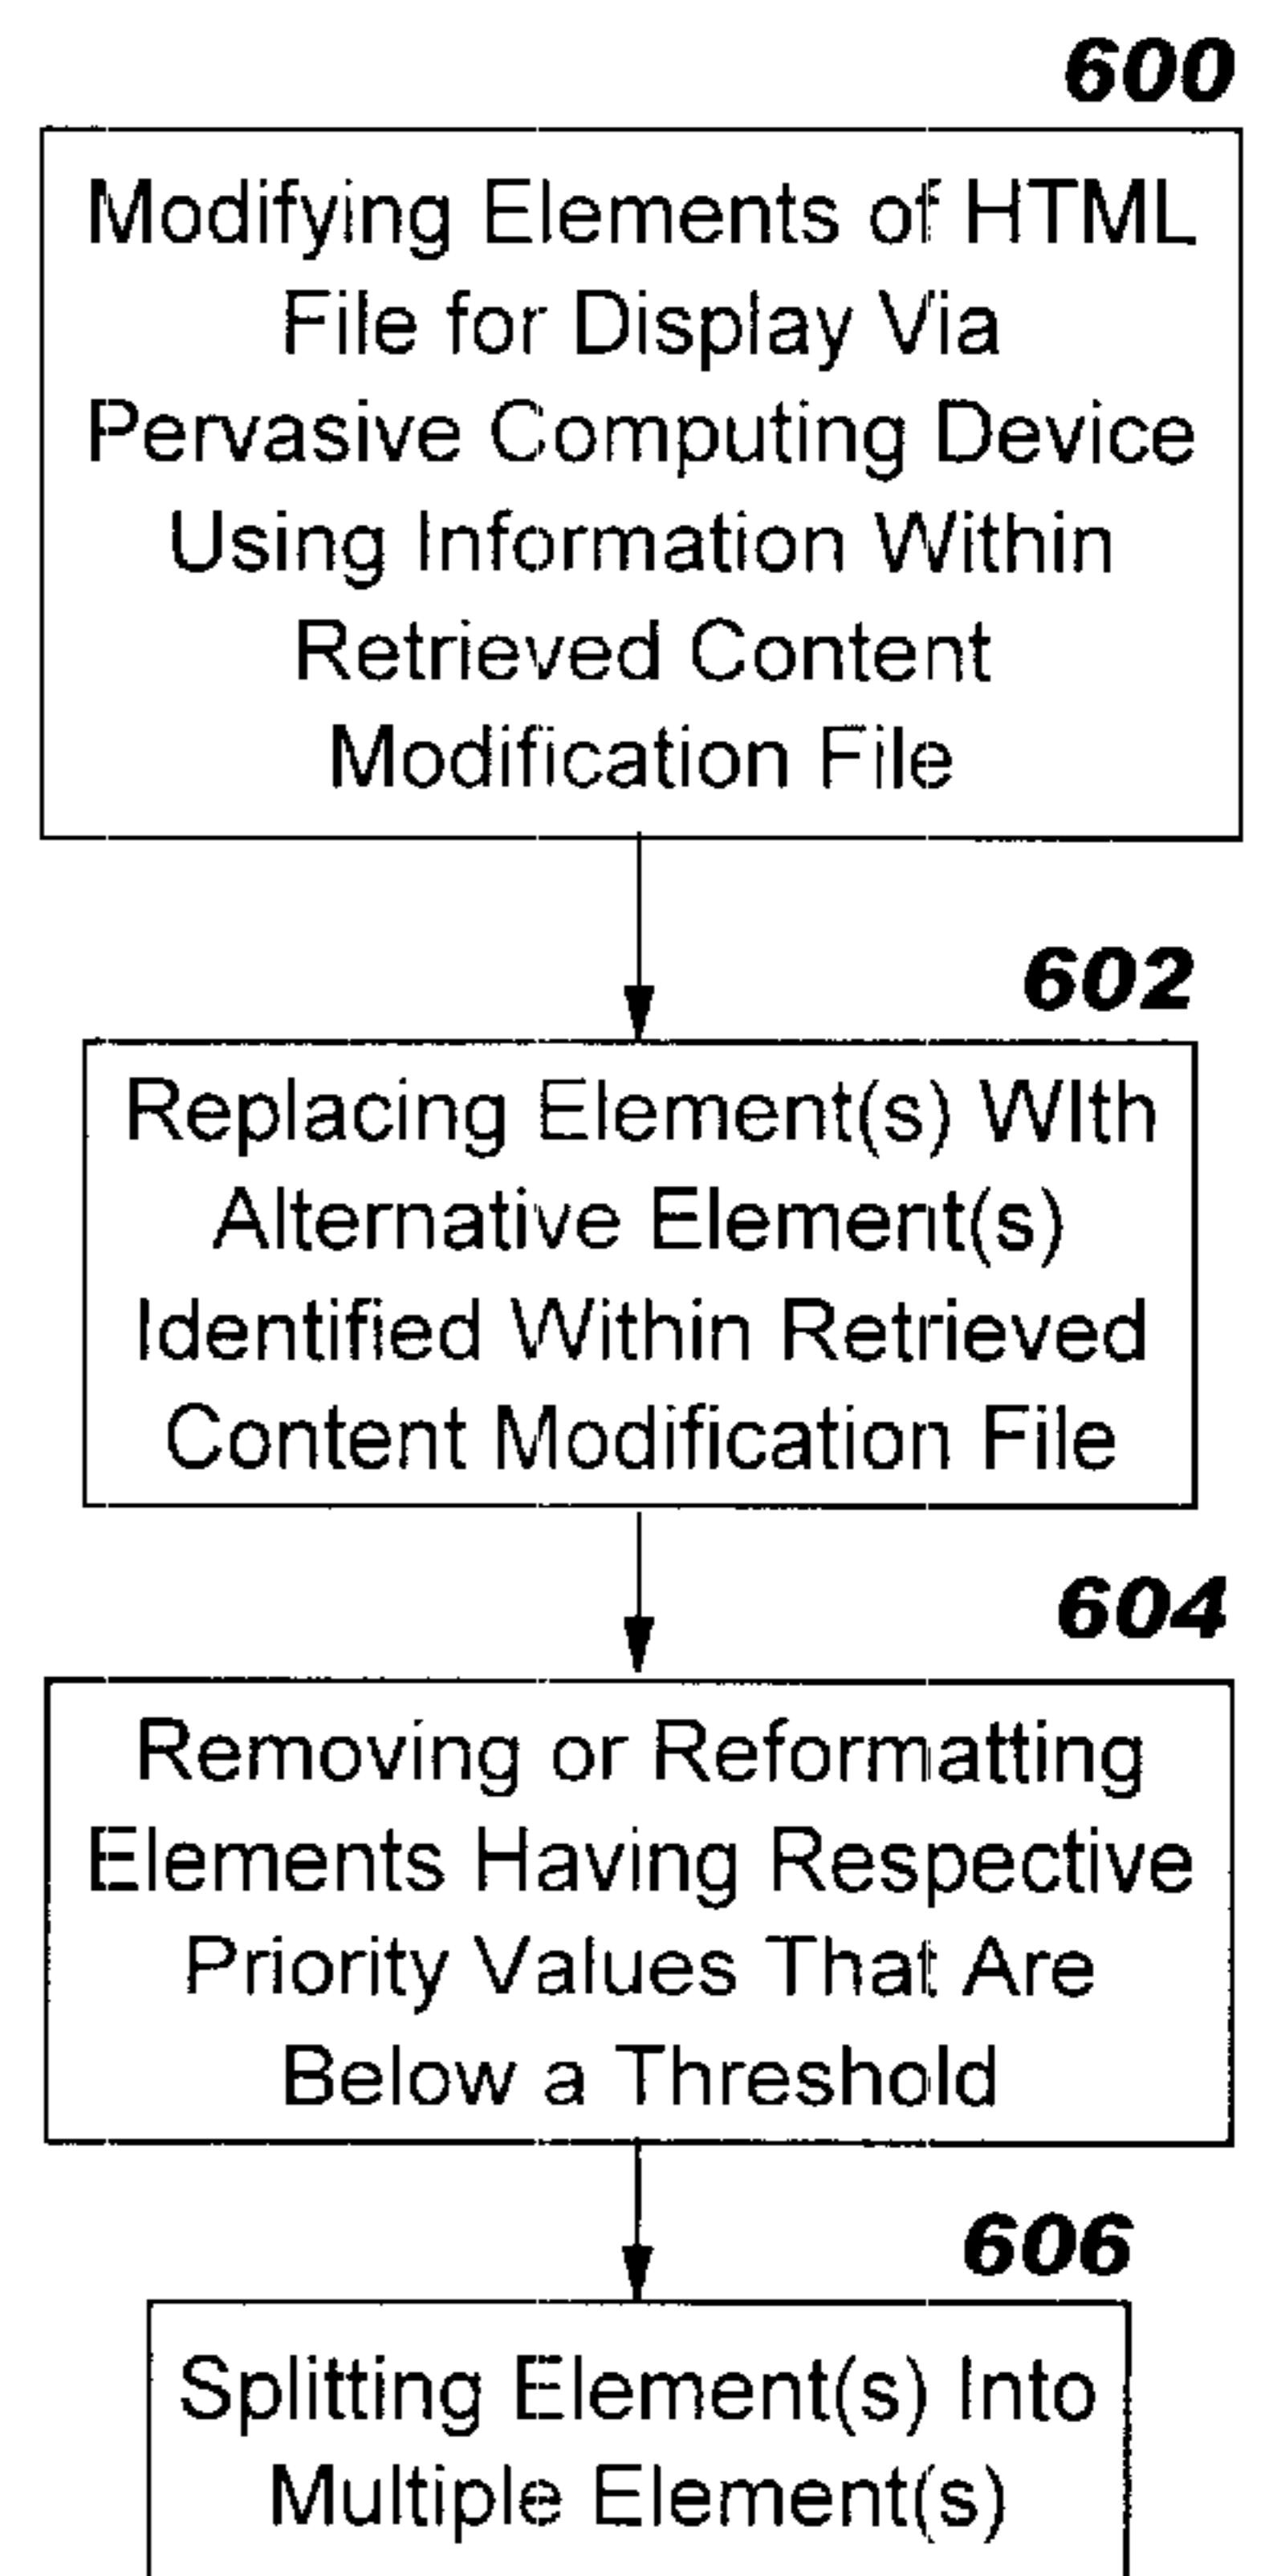 600
Modifying Elements of HTML
File for Display Via
Pervasive Computing Device
Using Information Within
Retrieved Content
Modification File
602
Replacing Element(s) WIth
Alternative Element(s)
Identified Within Retrieved
Content Modification File
604
Removing or Reformatting
Elements Having Respective
Priority Values That Are
Below a Threshold
606
Splitting Element(s) Into
Multiple Element(s)